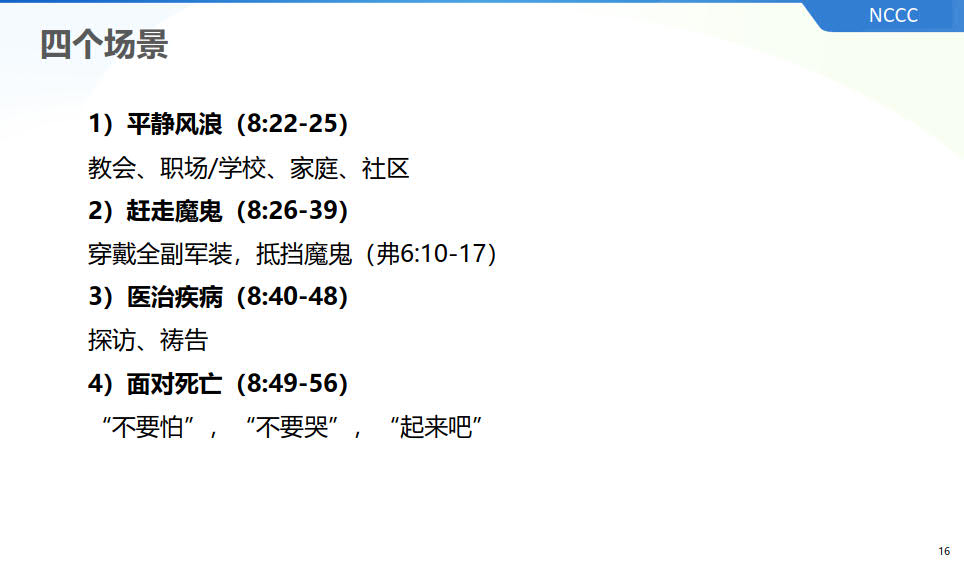 NCCC
四个场景
1）平静风浪（8:22-25）
教会、职场/学校、家庭、社区
2）赶走魔鬼（8:26-39）
穿戴全副军装，抵挡魔鬼（弗6:10-17）
3）医治疾病（8:40-48）
探访、祷告
4）面对死亡（8:49-56）
“不要怕”，“不要哭”，“起来吧”
16